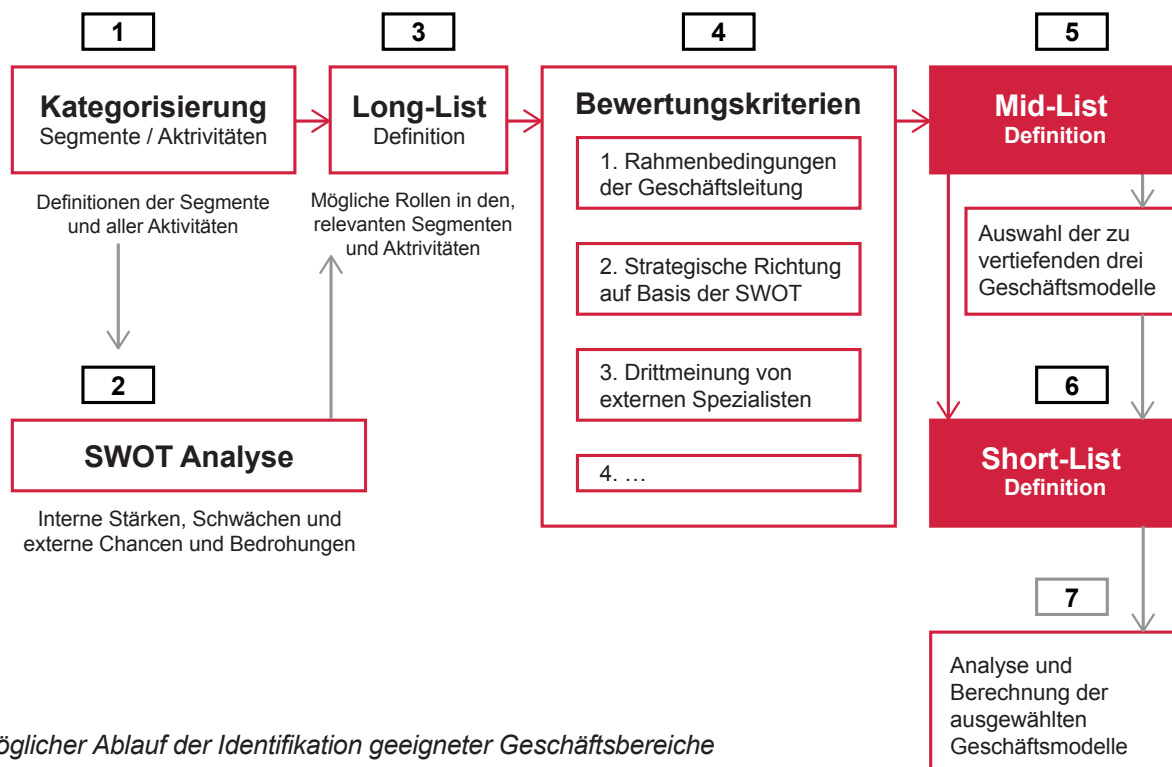 1
Kategorisierung
Segmente / Aktrivitäten
Definitionen der Segmente
und aller Aktivitäten
2
SWOT Analyse
Interne Stärken, Schwächen und
externe Chancen und Bedrohungen
3
Long-List
Definition
Mögliche Rollen in den,
relevanten Segmenten
und Aktrivitäten
4
Bewertungskriterien
1. Rahmenbedingungen
der Geschäftsleitung
2. Strategische Richtung
auf Basis der SWOT
3. Drittmeinung von
externen Spezialisten
4. …
5
Mid-List
Definition
Auswahl der zu
vertiefenden drei
Geschäftsmodelle
6
Short-List
Definition
7
Analyse und
Berechnung der
ausgewählten
Geschäftsmodelle
öglicher Ablauf der Identifikation geeigneter Geschäftsbereiche